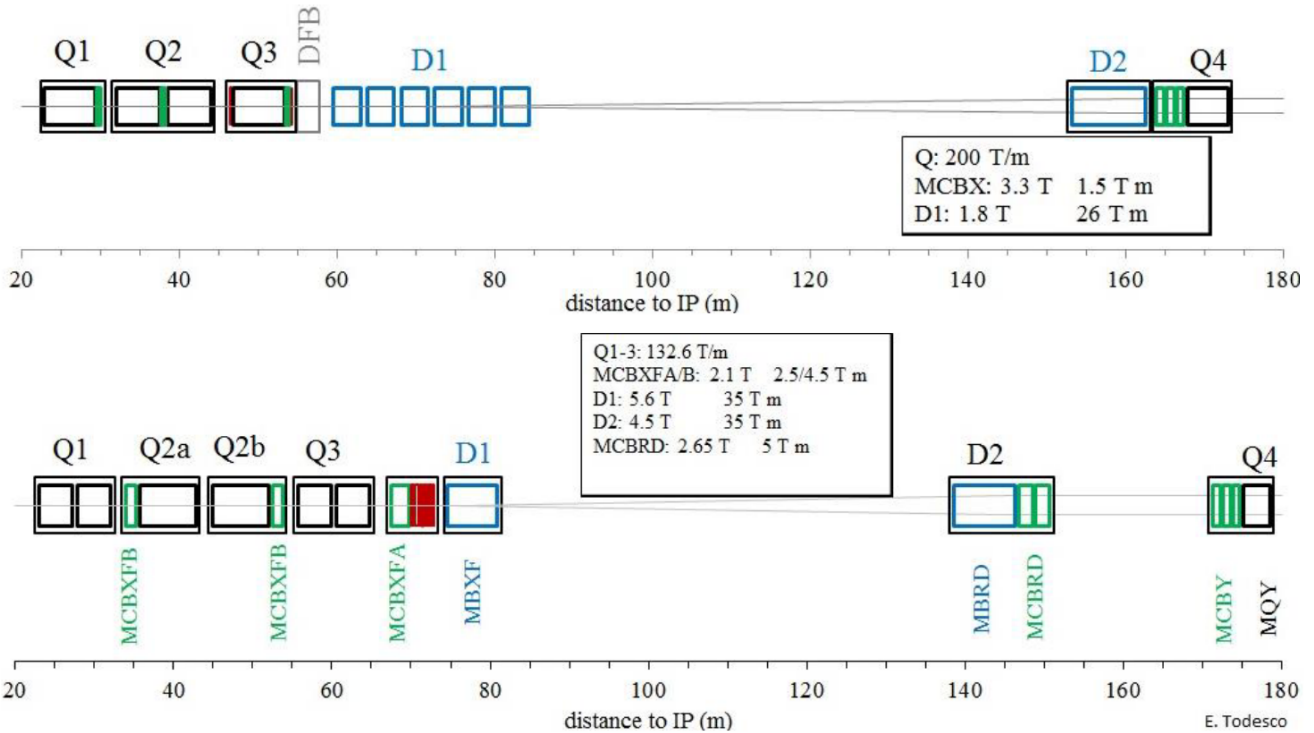 Q1 Q2 Q3 DFB D1 D2 Q4
Q: 200 T/m
MCBX: 3.3 T 1.5 T m
D1: 1.8 T 26 T m
20 40 60 80 100 120 140 160 180
distance to IP (m)
Q1-3: 132.6 T/m
MCBXFA/B: 2.1 T 2.5/4.5 T m
D1: 5.6 T 35 T m
D2: 4.5 T 35 T m
MCBRD: 2.65 T 5 T m
Q1 Q2a Q2b Q3 D1 D2 Q4
MCBXFB MCBXFB MCBXFA MBXF MBRD MCBRD MCBY MQY
20 40 60 80 100 120 140 160 180
distance to IP (m)
E. Todesco